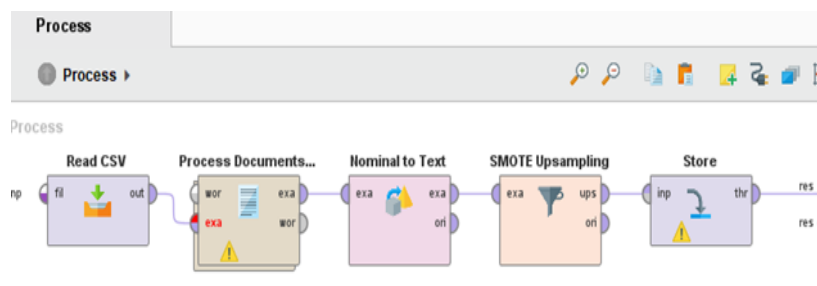 Process
Process
Process
Read CSV
Process Documents...
Nominal to Text
SMOTE Upsampling
Store
np
fil
out
wor
exa
exa
wor
exa
exa
ori
exa
ups
ori
inp
thr
res
res